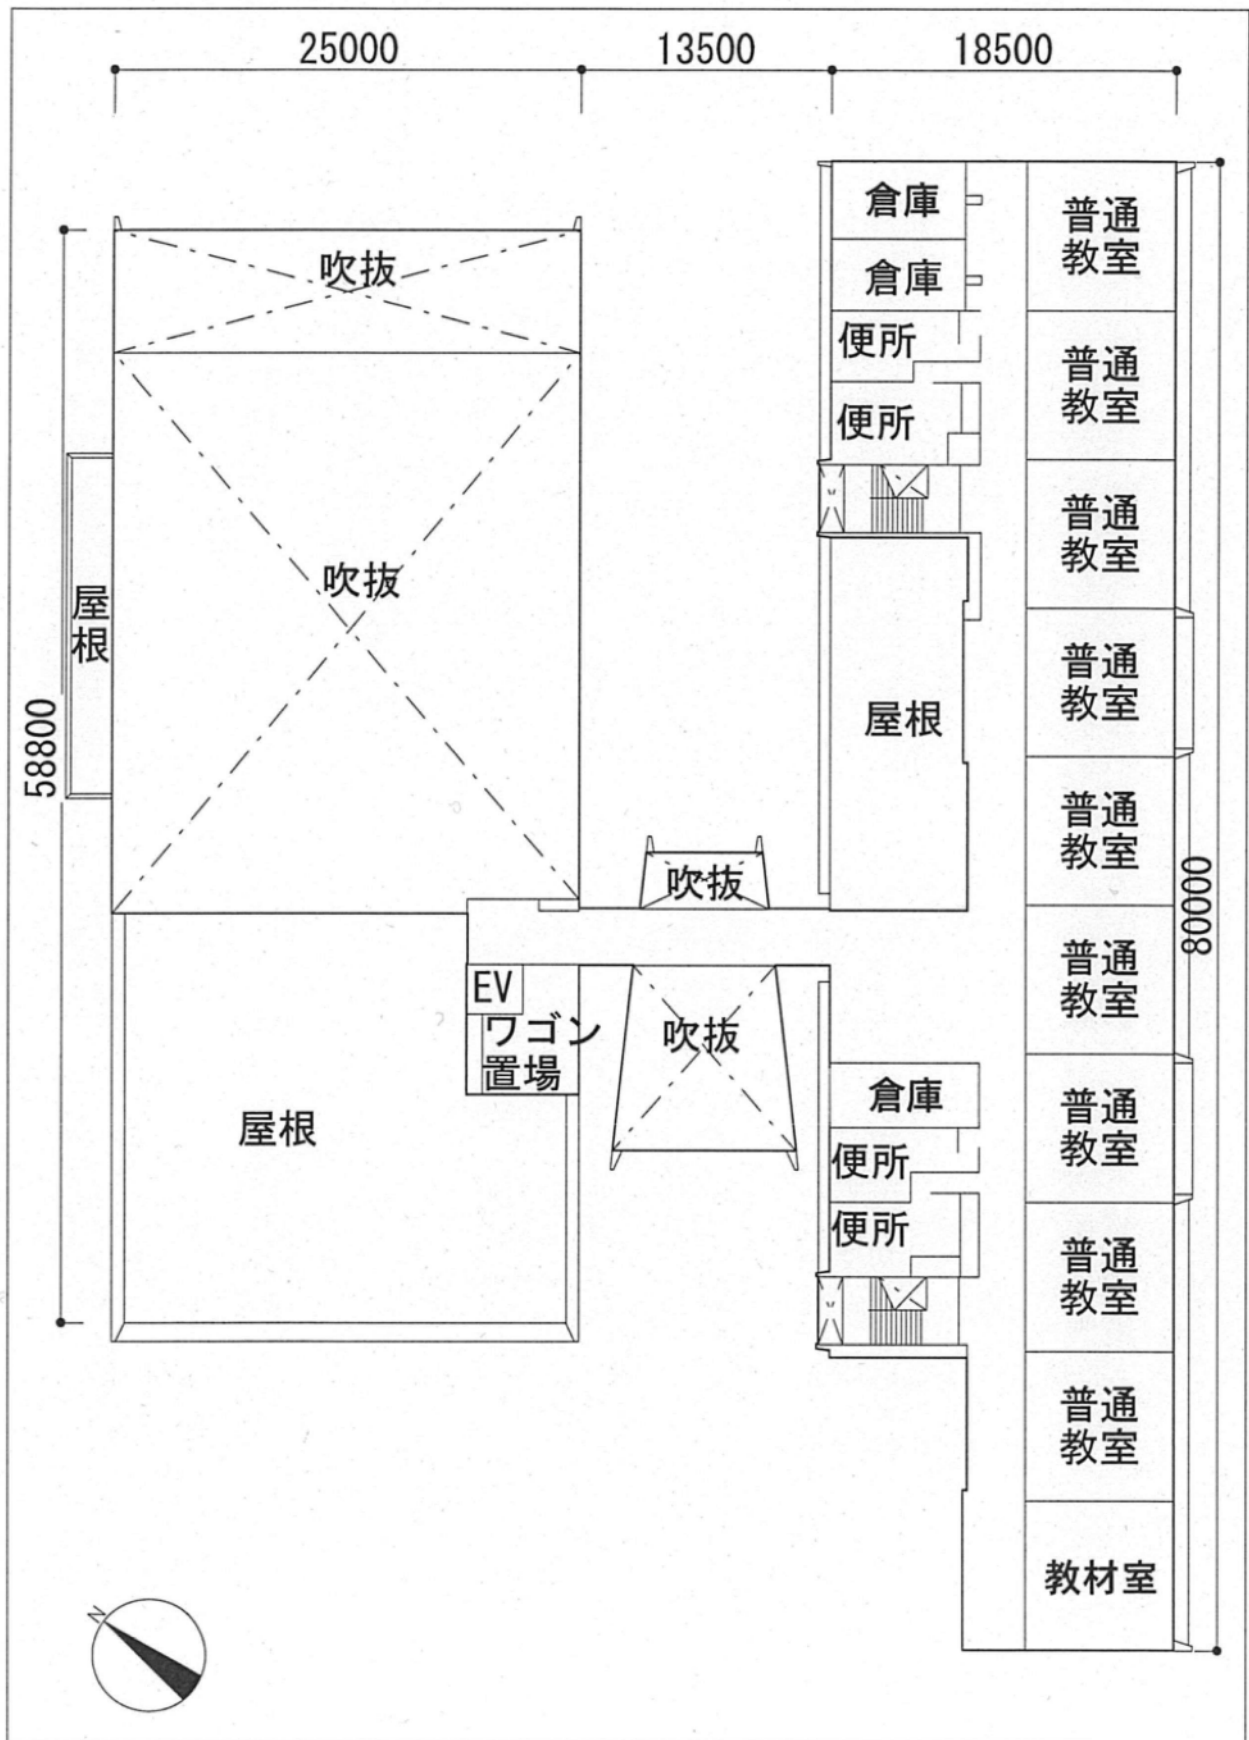 25000
13500
18500
58800
80000
吹抜
吹抜
屋根
倉庫
倉庫
便所
便所
屋根
吹抜
EV
ワゴン
置場
吹抜
屋根
倉庫
便所
便所
普通
教室
普通
教室
普通
教室
普通
教室
普通
教室
普通
教室
普通
教室
普通
教室
普通
教室
教材室
N